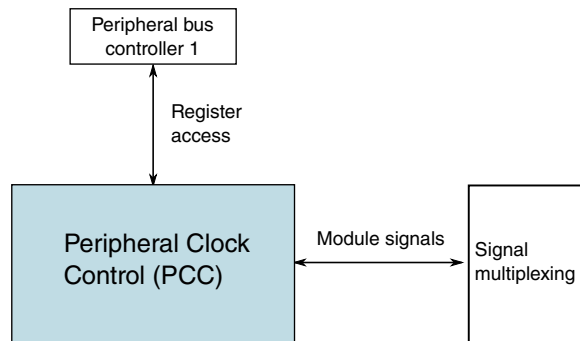 Peripheral bus
controller 1
Register
access
Peripheral Clock
Control (PCC)
Module signals
Signal
multiplexing